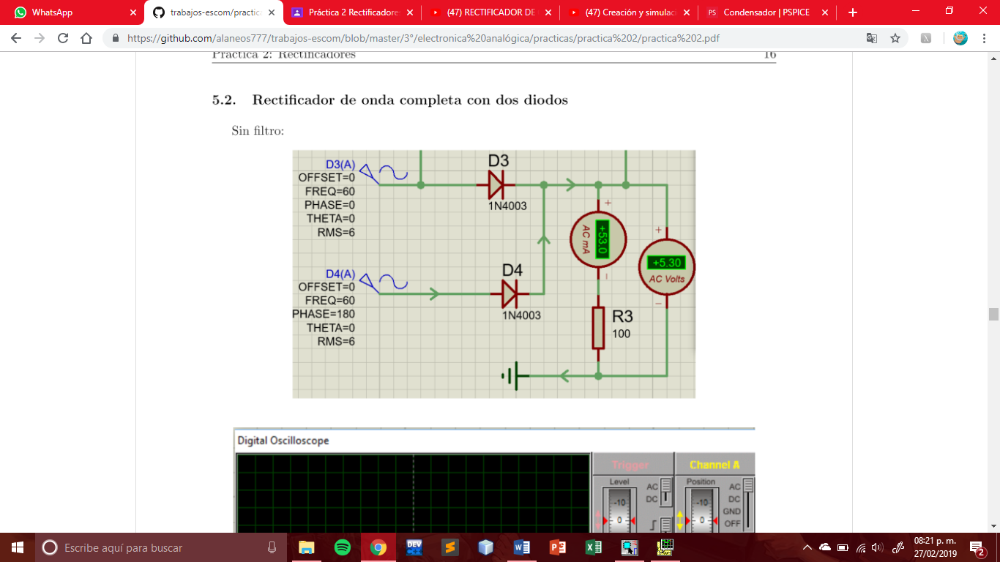 WhatsApp
trabajos-escom/practica
Práctica 2 Rectificadores
(47) RECTIFICADOR DE
(47) Creación y simulac
PS Condensador | PSPICE
https://github.com/alaneos777/trabajos-escom/blob/master/3°/electronica%20analógica/practicas/practica%202/practica%202.pdf
Práctica 2: Rectificadores 16
5.2. Rectificador de onda completa con dos diodos
Sin filtro:
D3(A)
OFFSET=0
FREQ=60
PHASE=0
THETA=0
RMS=6
D3
1N4003
+
+53.0
AC mA
-
+
+5.30
AC Volts
-
D4(A)
OFFSET=0
FREQ=60
PHASE=180
THETA=0
RMS=6
D4
1N4003
R3
100
Digital Oscilloscope
Trigger
Channel A
Level
AC
DC
-10
0
Position
AC
DC
GND
OFF
-10
0
Escribe aquí para buscar
DEV
08:21 p. m.
27/02/2019
2